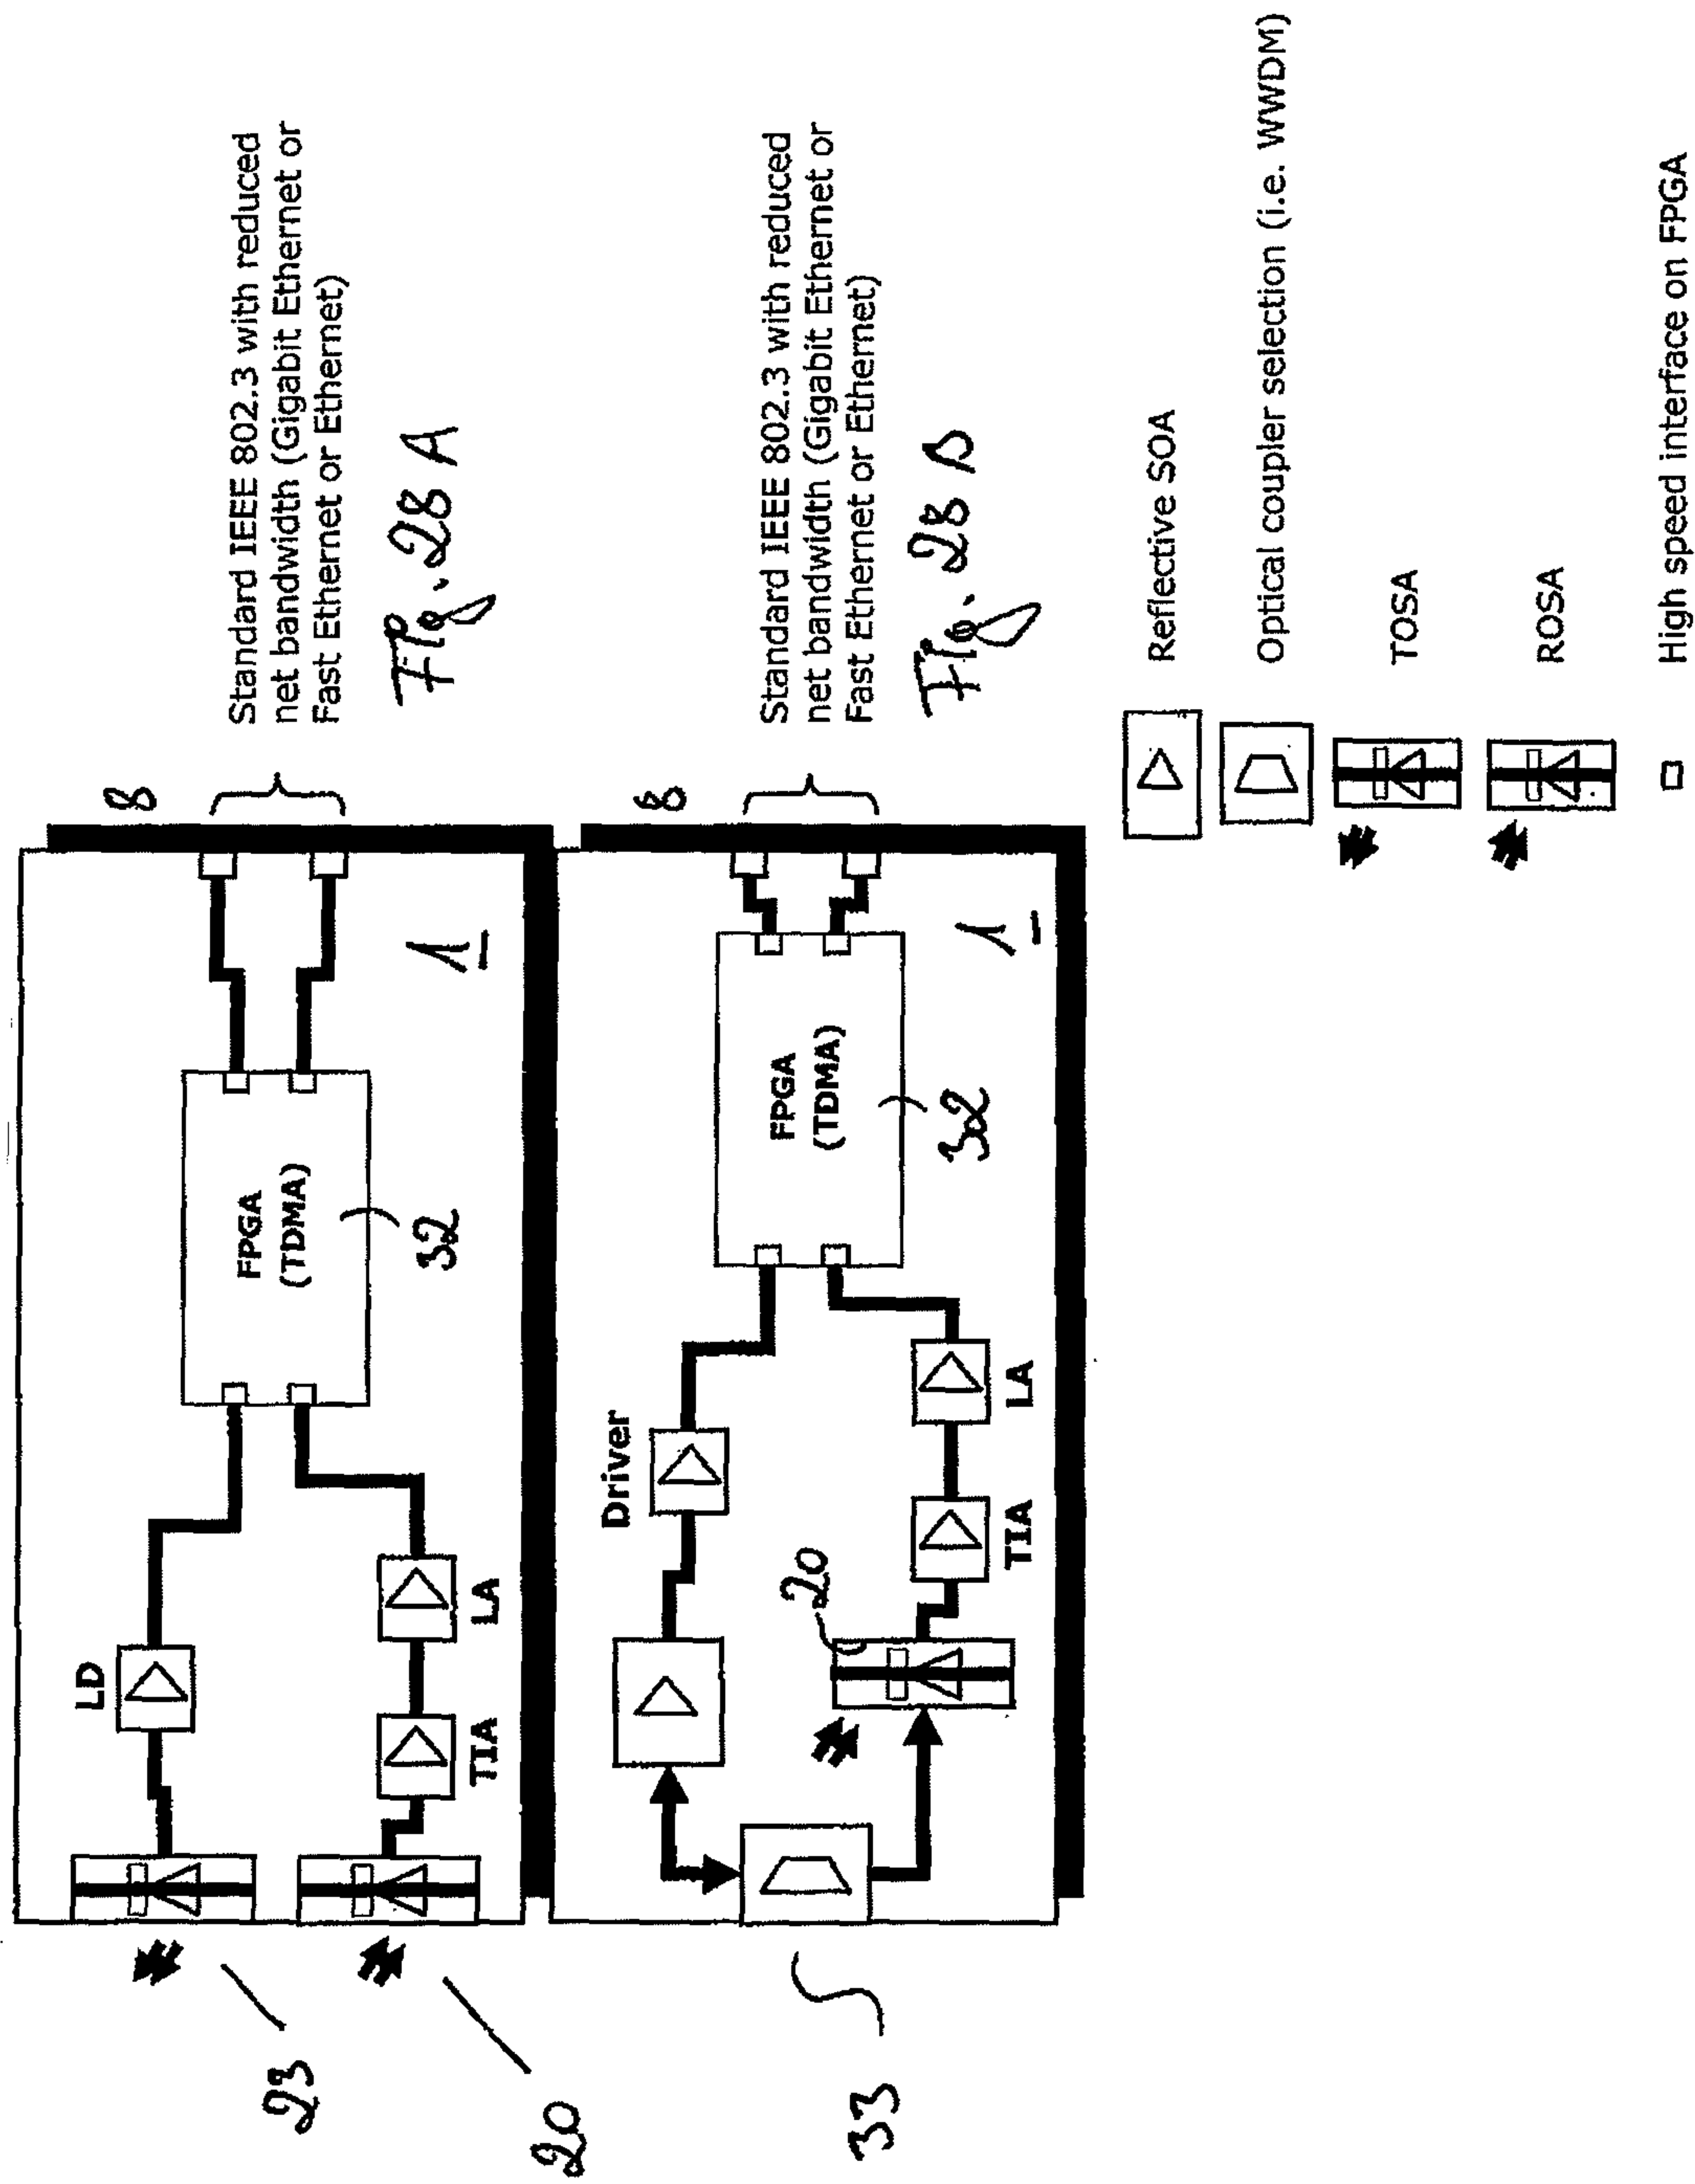 8
Standard IEEE 802.3 with reduced
net bandwidth (Gigabit Ethernet or
Fast Ethernet or Ethernet)
Fig. 28 A
LD
FPGA
(TDMA)
32
1
TIA
LA
23
20
8
Standard IEEE 802.3 with reduced
net bandwidth (Gigabit Ethernet or
Fast Ethernet or Ethernet)
Fig. 28 B
Driver
FPGA
(TDMA)
32
1
20
TIA
LA
33
Reflective SOA
Optical coupler selection (i.e. WWDM)
TOSA
ROSA
High speed interface on FPGA